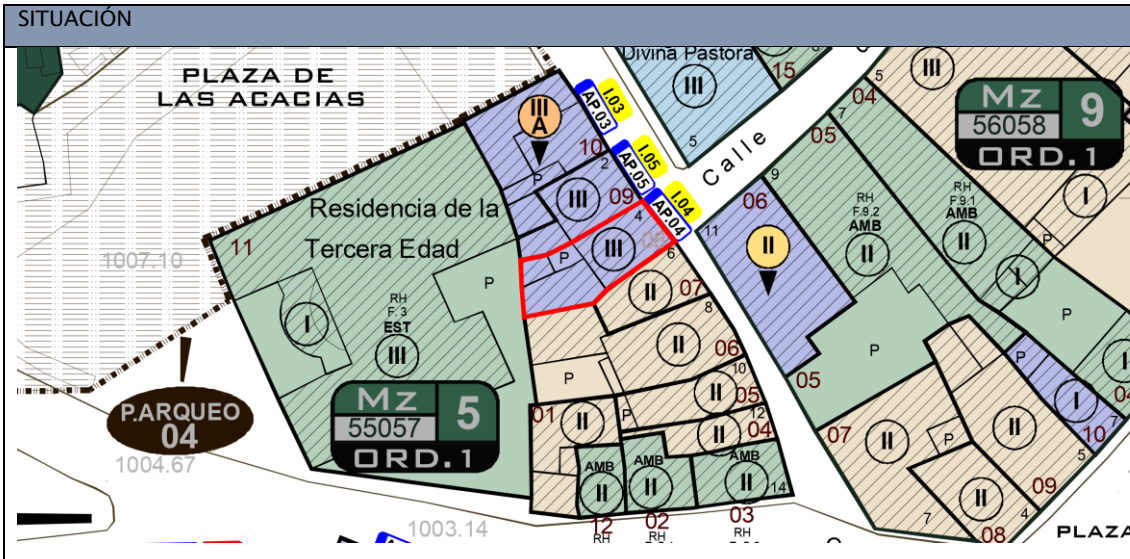 SITUACIÓN
PLAZA DE
LAS ACACIAS
Divina Pastora
III
15
5
I.03
AP.03
I.05
AP.05
I.04
AP.04
Calle
III
A
10
P
2
III
09
4
08
III
P
6
Residencia de la
Tercera Edad
11
1007.10
P
I
RH
F. 3
EST
III
P.ARQUEO
04
1004.67
Mz
55057
5
ORD.1
II
07
8
II
06
P
10
II
05
01
II
P
12
II
04
AMB
II
AMB
II
AMB
II
14
12
RH
02
RH
03
RH
1003.14
5
III
04
7
05
Mz
56058
9
ORD.1
I
9
06
11
II
RH
F.9.2
AMB
II
RH
F.9.1
AMB
II
P
I
P
P
05
P
I
I
04
7
10
5
07
II
P
II
09
II
7
4
08
PLAZA